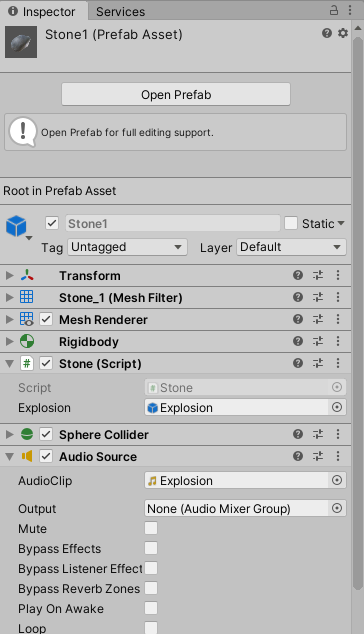 Inspector Services
Stone1 (Prefab Asset)
Open Prefab
Open Prefab for full editing support.
Root in Prefab Asset
Stone1 Static
Tag Untagged Layer Default
Transform
Stone_1 (Mesh Filter)
Mesh Renderer
Rigidbody
Stone (Script)
Script Stone
Explosion Explosion
Sphere Collider
Audio Source
AudioClip Explosion
Output None (Audio Mixer Group)
Mute
Bypass Effects
Bypass Listener Effect
Bypass Reverb Zones
Play On Awake
Loop